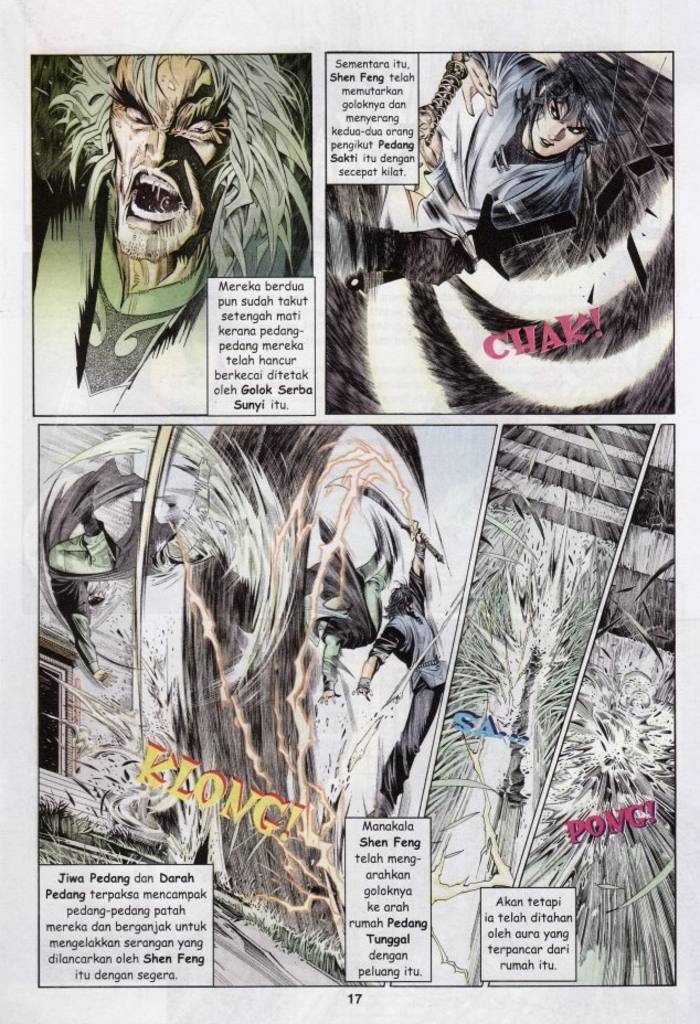 Mereka berdua
pun sudah takut
setengah mati
kerana pedang-
pedang mereka
telah hancur
berkecai ditetak
oleh Golok Serba
Sunyi itu.
Sementara itu,
Shen Feng telah
memutarkan
goloknya dan
menyerang
kedua-dua orang
pengikut Pedang
Sakti itu dengan
secepat kilat.
CHAK!
KLONG!
Jiwa Pedang dan Darah
Pedang terpaksa mencampak
pedang-pedang patah
mereka dan berganjak untuk
mengelakkan serangan yang
dilancarkan oleh Shen Feng
itu dengan segera.
Manakala
Shen Feng
telah meng-
arahkan
goloknya
ke arah
rumah Pedang
Tunggal
dengan
peluang itu.
SA...
Akan tetapi
ia telah ditahan
oleh aura yang
terpancar dari
rumah itu.
PONG!
17